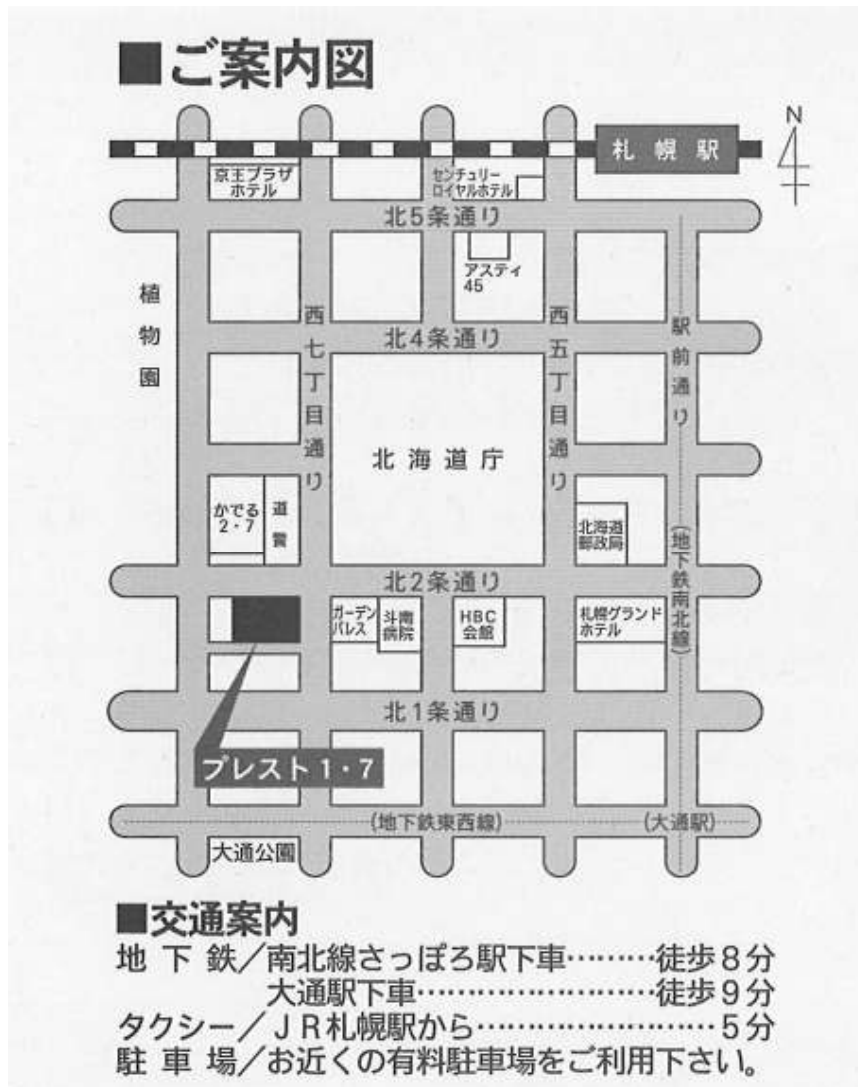 ■ご案内図
N
札幌駅
京王プラザ
ホテル
センチュリー
ロイヤルホテル
北5条通り
アスティ
45
植物園
西七丁目通り
北4条通り
西五丁目通り
駅前通り
北海道庁
かでる
2・7
道警
北海道
郵政局
(地下鉄南北線)
北2条通り
ガーデン
パレス
斗南
病院
HBC
会館
札幌グランド
ホテル
北1条通り
プレスト1・7
(地下鉄東西線)
(大通駅)
大通公園
■交通案内
地下鉄/南北線さっぽろ駅下車………徒歩8分
大通駅下車……………………徒歩9分
タクシー/JR札幌駅から……………………5分
駐車場/お近くの有料駐車場をご利用下さい。